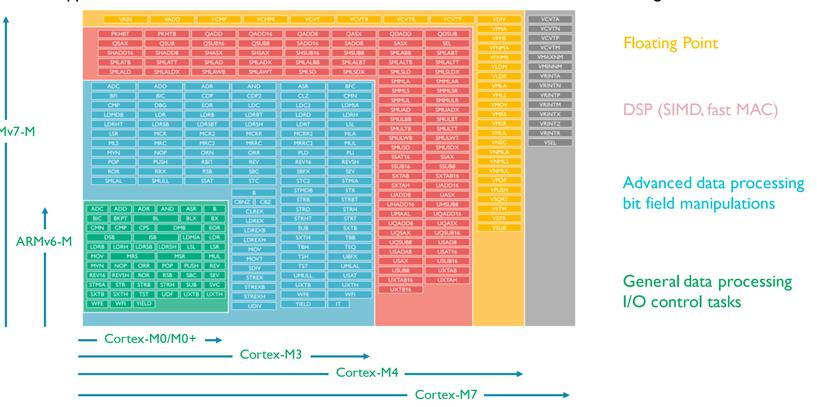 VABS VADD VCMP VCMPE VCVT VCVTR VCVTB VCVTT VDIV VCVTA
VFMA VCVTN
PKHBT PKHTB QADD QADD16 QADD8 QASX QDADD QDSUB VFMS VCVTP
QSAX QSUB QSUB16 QSUB8 SADD16 SADD8 SASX SEL VFNMA VCVTM
SHADD16 SHADD8 SHASX SHSAX SHSUB16 SHSUB8 SMLABB SMLABT VFNMS VMAXNM
SMLATB SMLATT SMLAD SMLADX SMLALBB SMLALBT SMLALTB SMLALTT VLDM VMINNM
SMLALD SMLALDX SMLAWB SMLAWT SMLSD SMLSDX SMLSLD SMLSLDX VLDR VRINTA
ADC ADD ADR AND ASR BFC SMMLA SMMLAR VMLA VRINTN
BFI BIC CDP CDP2 CLZ CMN SMMLS SMMLSR VMLS VRINTP
CMP DBG EOR LDC LDC2 LDMIA SMMUL SMMULR VMOV VRINTM
LDMDB LDR LDRB LDRBT LDRD LDRH SMUAD SMUADX VMRS VRINTX
LDRHT LDRSB LDRSBT LDRSH LDRT LSL SMULBB SMULBT VMSR VRINTZ
LSR MCR MCR2 MCRR MCRR2 MLA SMULTB SMULTT VMUL VRINTR
MLS MRC MRC2 MRRC MRRC2 MUL SMULWB SMULWT VNEG VSEL
MVN NOP ORN ORR PLD PLI SMUSD SMUSDX VNMLA
POP PUSH RBIT REV REV16 REVSH SSAT16 SSAX VNMLS
ROR RRX RSB SBC SBFX SEV SSUB16 SSUB8 VNMUL
SMLAL SMULL SSAT STC STC2 STMIA SXTAB SXTAB16 VPOP
B STMDB STR SXTAH UADD16 VPUSH
CBNZ CBZ STRB STRBT UADD8 UASX VSQRT
ADC ADD ADR AND ASR B CLREX STRD STRH UHADD16 UHADD8 VSTM
BIC BKPT BL BLX BX LDREX STRHT STRT UMAAL UQADD16 VSTR
CMN CMP CPS DMB EOR LDREXB SUB SXTB UQADD8 UQASX VSUB
DSB ISB LDMIA LDR LDREXH SXTH TBB UQSAX UQSUB16
LDRB LDRH LDRSB LDRSH LSL LSR MOV TBH TEQ UQSUB8 USAD8
MOV MRS MSR MUL MOVT TSH UBFX USADA8 USAT16
MVN NOP ORR POP PUSH REV SDIV TST UMLAL USAX USUB16
REV16 REVSH ROR RSB SBC SEV STREX UMULL USAT USUB8 UXTAB
STMIA STR STRB STRH SUB SVC STREXB UXTB UXTH UXTAB16 UXTAH
SXTB SXTH TST UDF UXTB UXTH STREXH WFE WFI UXTB16
WFE WFI YIELD UDIV YIELD IT
Mv7-M
ARMv6-M
Cortex-M0/M0+
Cortex-M3
Cortex-M4
Cortex-M7
Floating Point
DSP (SIMD, fast MAC)
Advanced data processing
bit field manipulations
General data processing
I/O control tasks